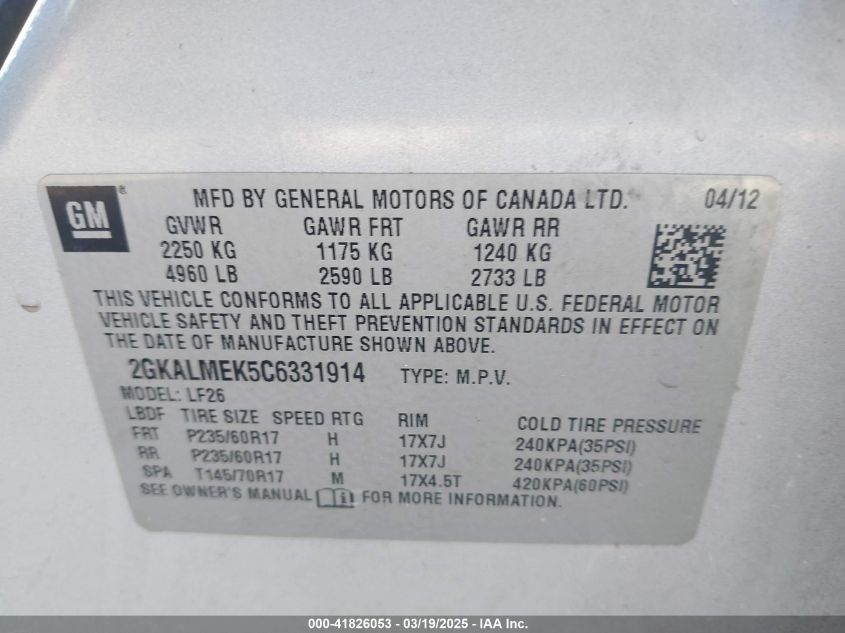 GM ® MFD BY GENERAL MOTORS OF CANADA LTD. 04/12
GVWR GAWR FRT GAWR RR
2250 KG 1175 KG 1240 KG
4960 LB 2590 LB 2733 LB
THIS VEHICLE CONFORMS TO ALL APPLICABLE U.S. FEDERAL MOTOR
VEHICLE SAFETY AND THEFT PREVENTION STANDARDS IN EFFECT ON
THE DATE OF MANUFACTURE SHOWN ABOVE.
2GKALMEK5C6331914 TYPE: M.P.V.
MODEL: LF26
LBDF TIRE SIZE SPEED RTG RIM COLD TIRE PRESSURE
FRT P235/60R17 H 17X7J 240KPA(35PSI)
RR P235/60R17 H 17X7J 240KPA(35PSI)
SPA T145/70R17 M 17X4.5T 420KPA(60PSI)
SEE OWNER'S MANUAL i FOR MORE INFORMATION.
000-41826053 - 03/19/2025 - IAAI, Inc.